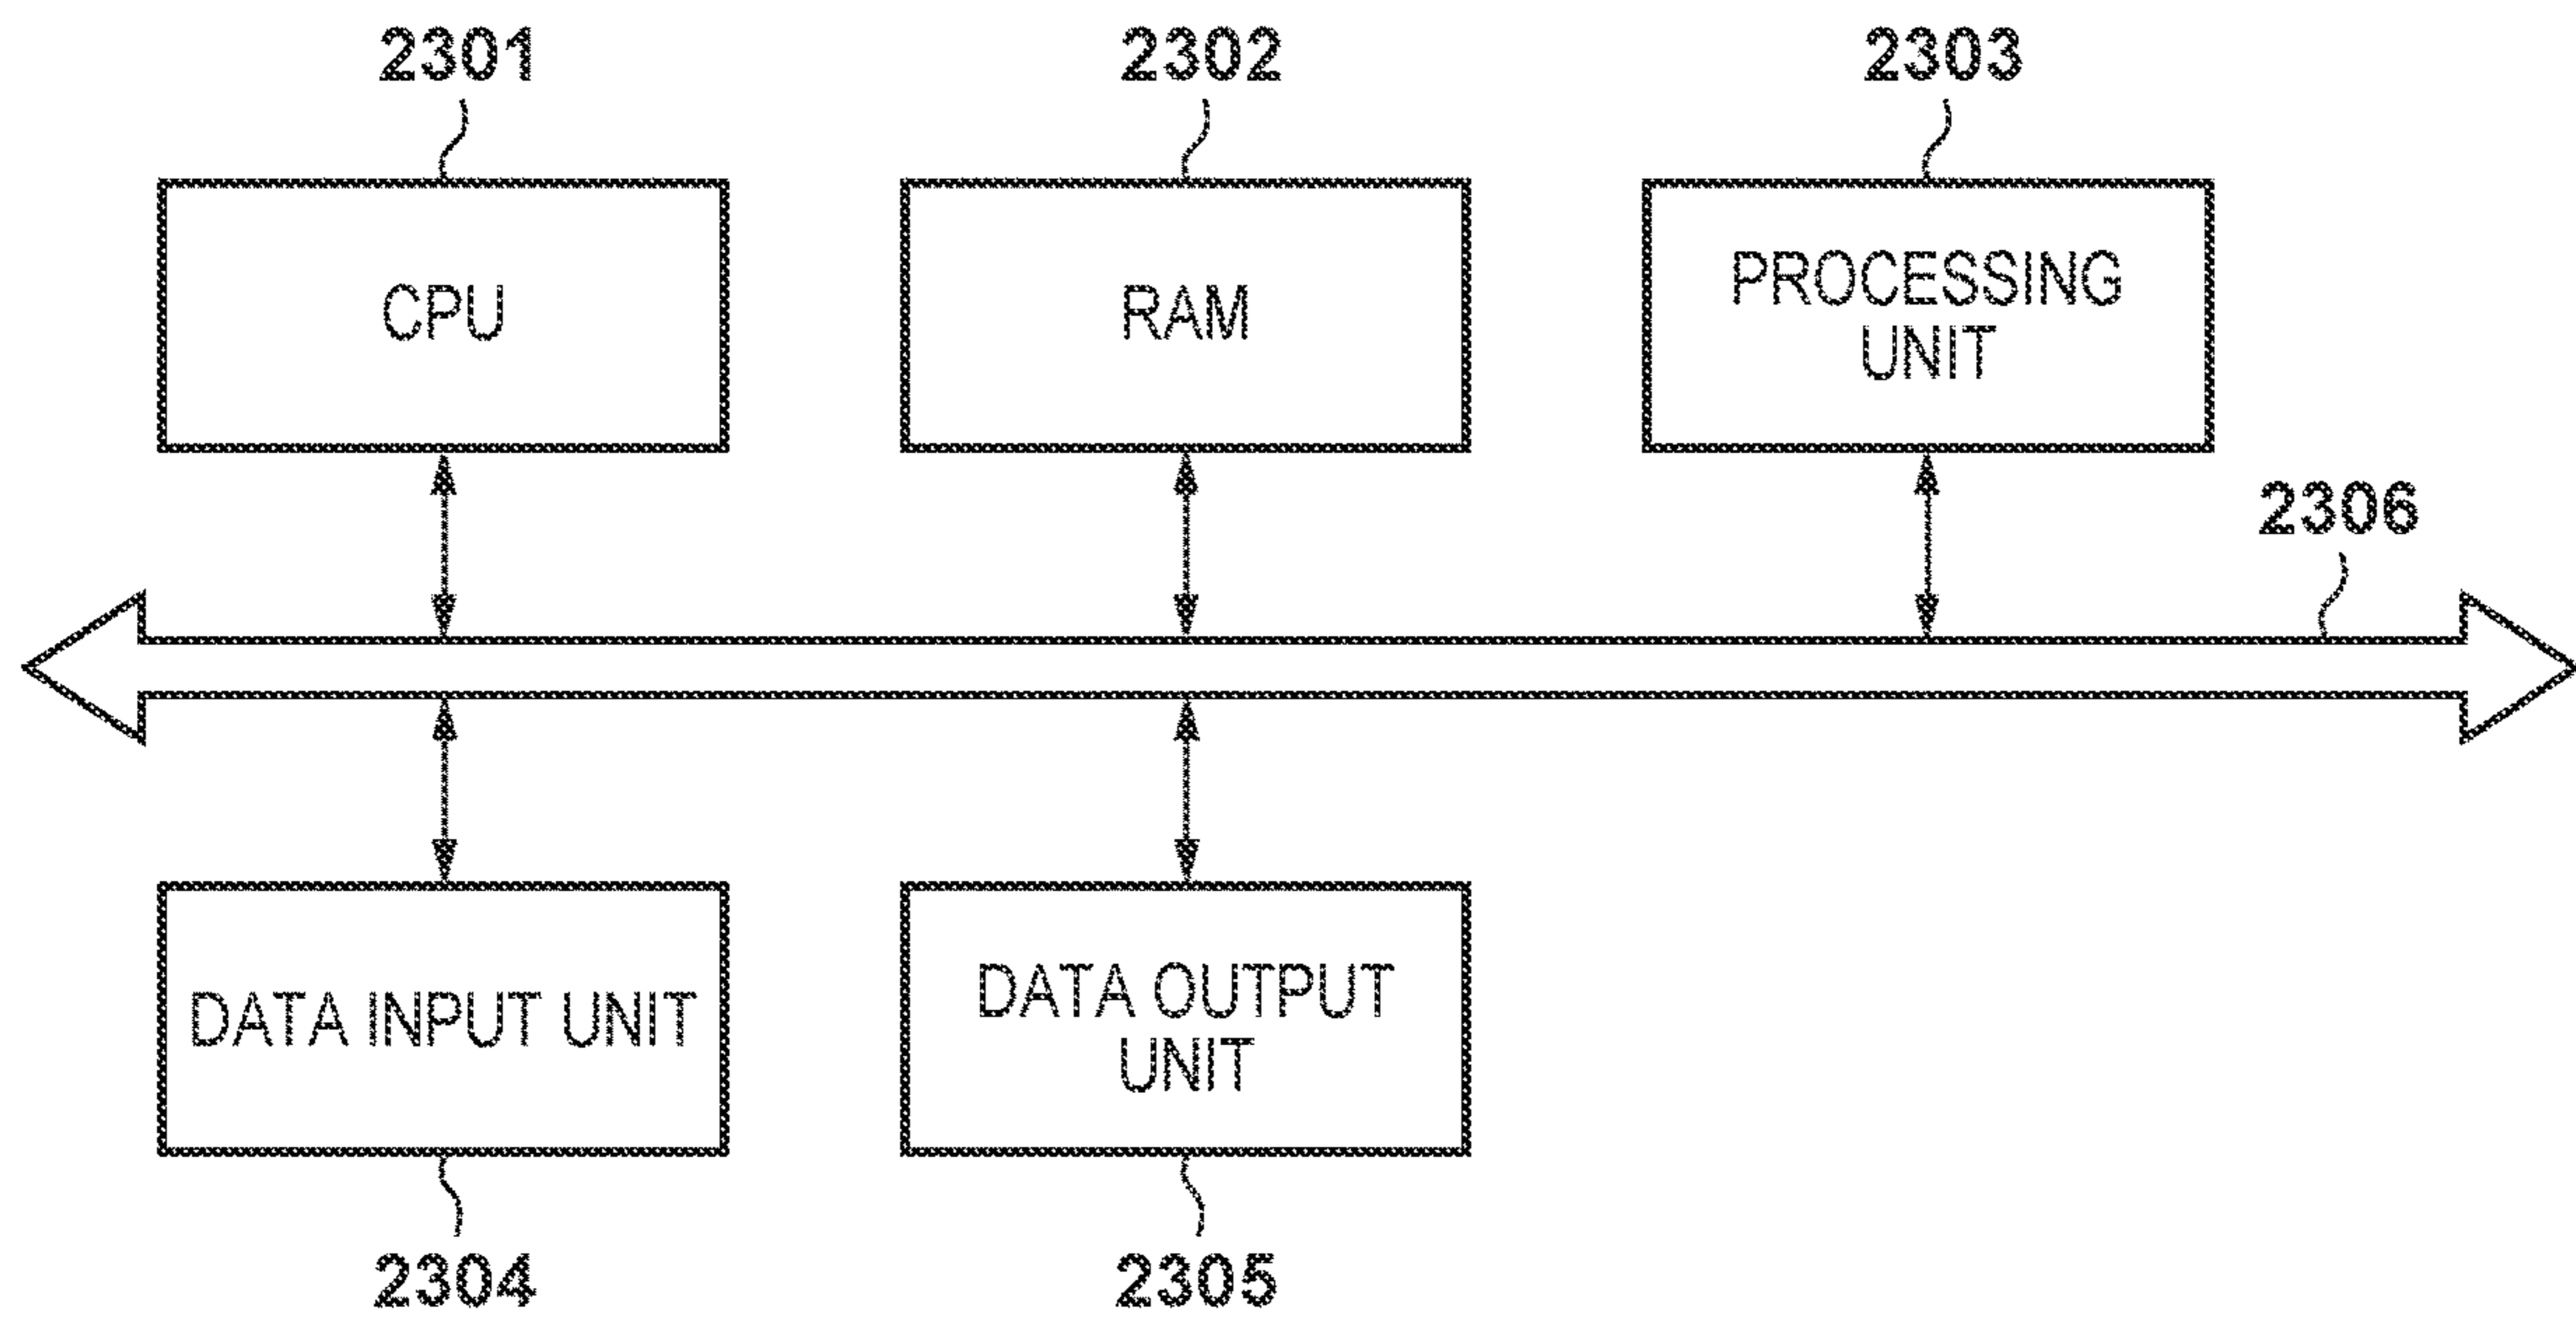 2301
2302
2303
CPU
RAM
PROCESSING
UNIT
2306
DATA INPUT UNIT
DATA OUTPUT
UNIT
2304
2305